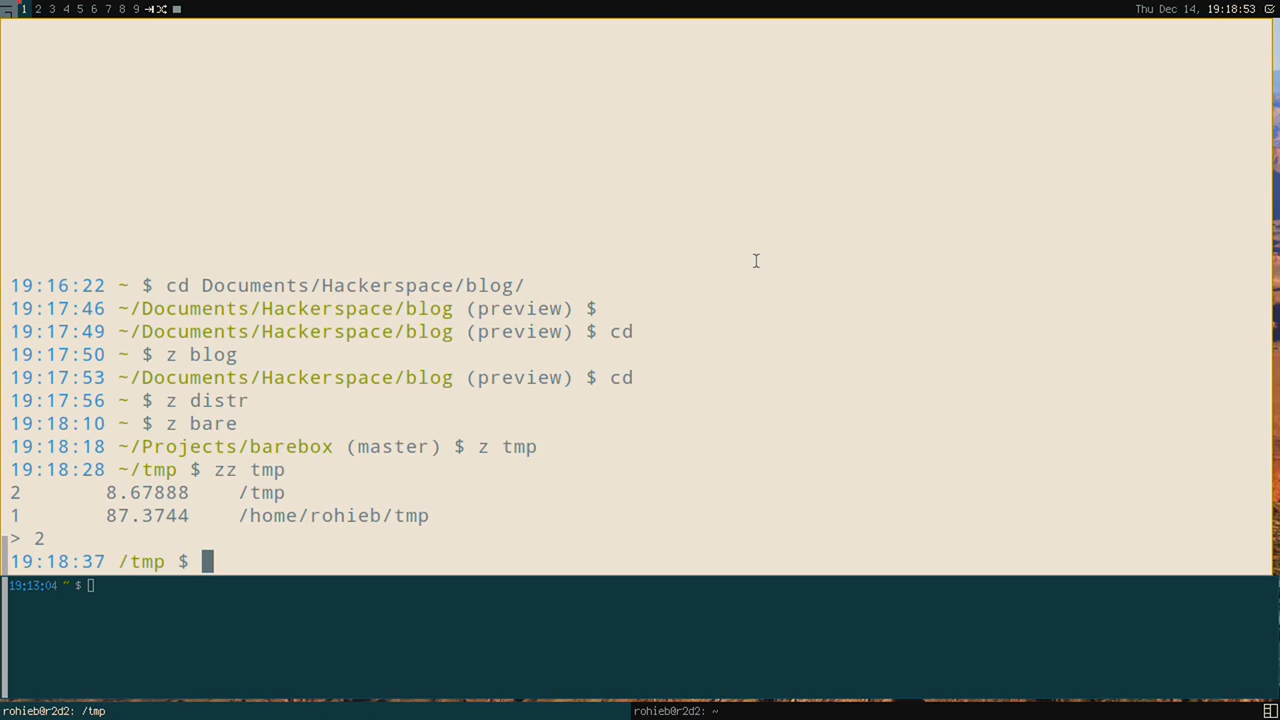 1 2 3 4 5 6 7 8 9
Thu Dec 14, 19:18:53
19:16:22 ~ $ cd Documents/Hackerspace/blog/
19:17:46 ~/Documents/Hackerspace/blog (preview) $
19:17:49 ~/Documents/Hackerspace/blog (preview) $ cd
19:17:50 ~ $ z blog
19:17:53 ~/Documents/Hackerspace/blog (preview) $ cd
19:17:56 ~ $ z distr
19:18:10 ~ $ z bare
19:18:18 ~/Projects/barebox (master) $ z tmp
19:18:28 ~/tmp $ zz tmp
2 8.67888 /tmp
1 87.3744 /home/rohieb/tmp
> 2
19:18:37 /tmp $
19:13:04 ~ $
rohieb@r2d2: /tmp
rohieb@r2d2: ~